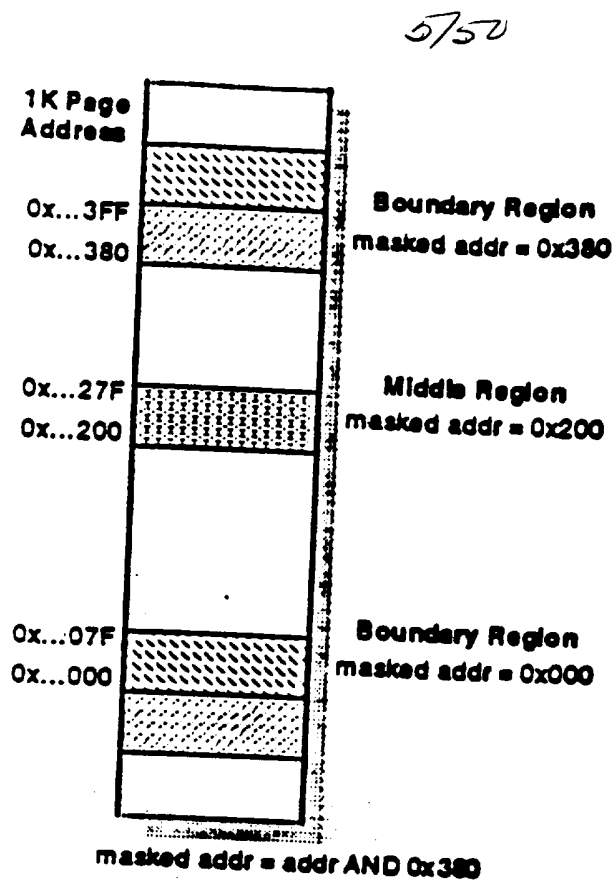 5/50
1K Page
Address
0x...3FF
0x...380
Boundary Region
masked addr = 0x380
0x...27F
0x...200
Middle Region
masked addr = 0x200
0x...07F
0x...000
Boundary Region
masked addr = 0x000
masked addr = addr AND 0x380